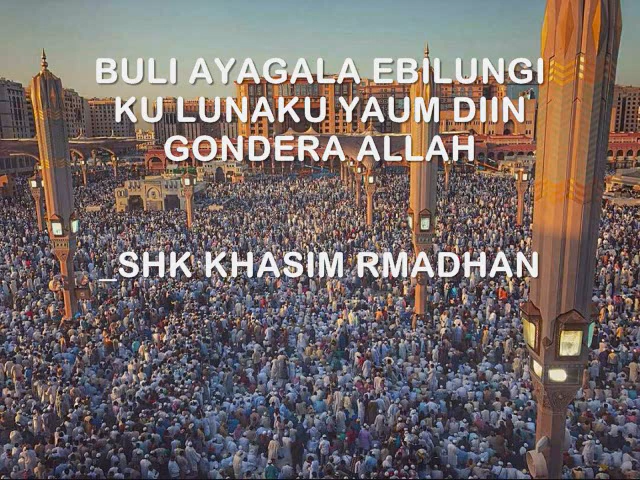 BULI AYAGALA EBILUNGI
KU LUNAKU YAUM DIIN
GONDERA ALLAH
_SHK KHASIM RMADHAN